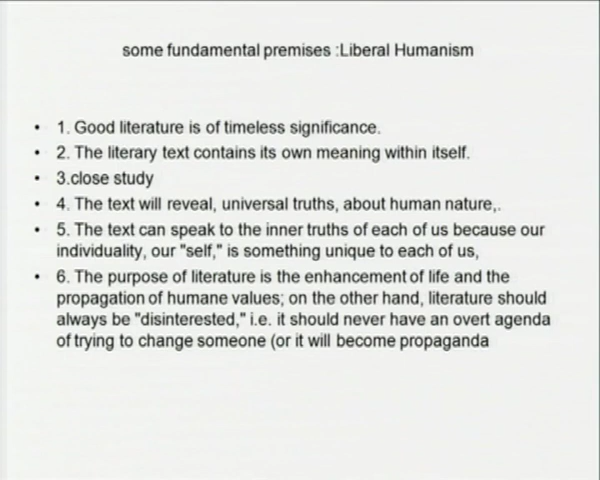 some fundamental premises :Liberal Humanism
• 1. Good literature is of timeless significance.
• 2. The literary text contains its own meaning within itself.
• 3.close study
• 4. The text will reveal, universal truths, about human nature,.
• 5. The text can speak to the inner truths of each of us because our
individuality, our "self," is something unique to each of us,
• 6. The purpose of literature is the enhancement of life and the
propagation of humane values; on the other hand, literature should
always be "disinterested," i.e. it should never have an overt agenda
of trying to change someone (or it will become propaganda